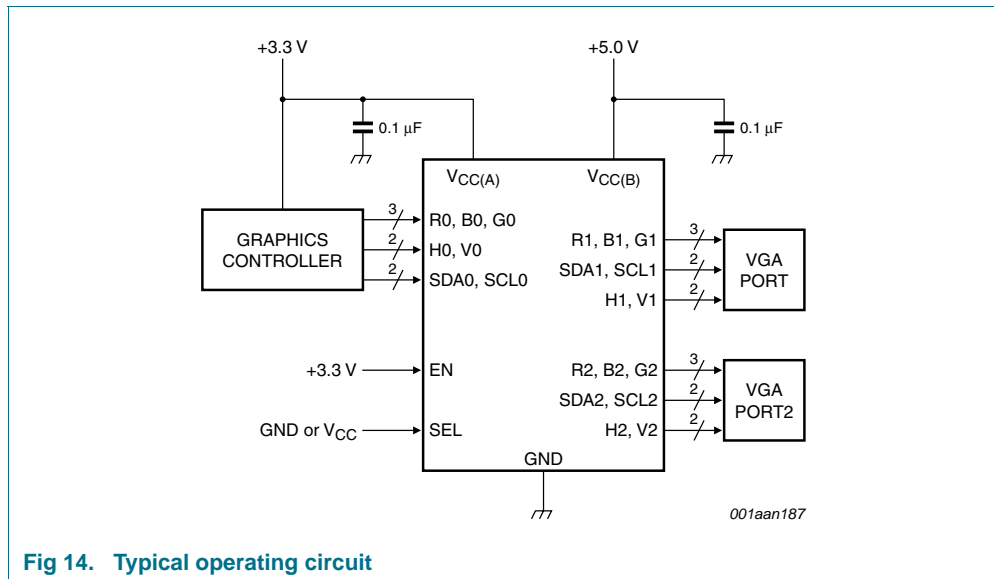 +3.3 V
+5.0 V
0.1 μF
0.1 μF
VCC(A)
VCC(B)
GRAPHICS
CONTROLLER
3
R0, B0, G0
2
H0, V0
2
SDA0, SCL0
R1, B1, G1
3
SDA1, SCL1
2
H1, V1
2
VGA
PORT
+3.3 V
EN
GND or VCC
SEL
R2, B2, G2
3
SDA2, SCL2
2
H2, V2
2
VGA
PORT2
GND
001aan187
Fig 14. Typical operating circuit